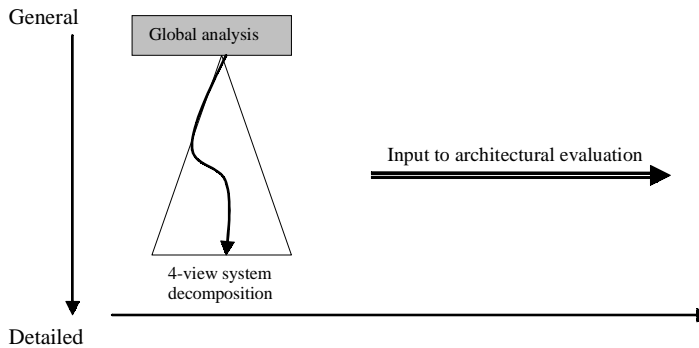 General
Global analysis
Input to architectural evaluation
4-view system
decomposition
Detailed